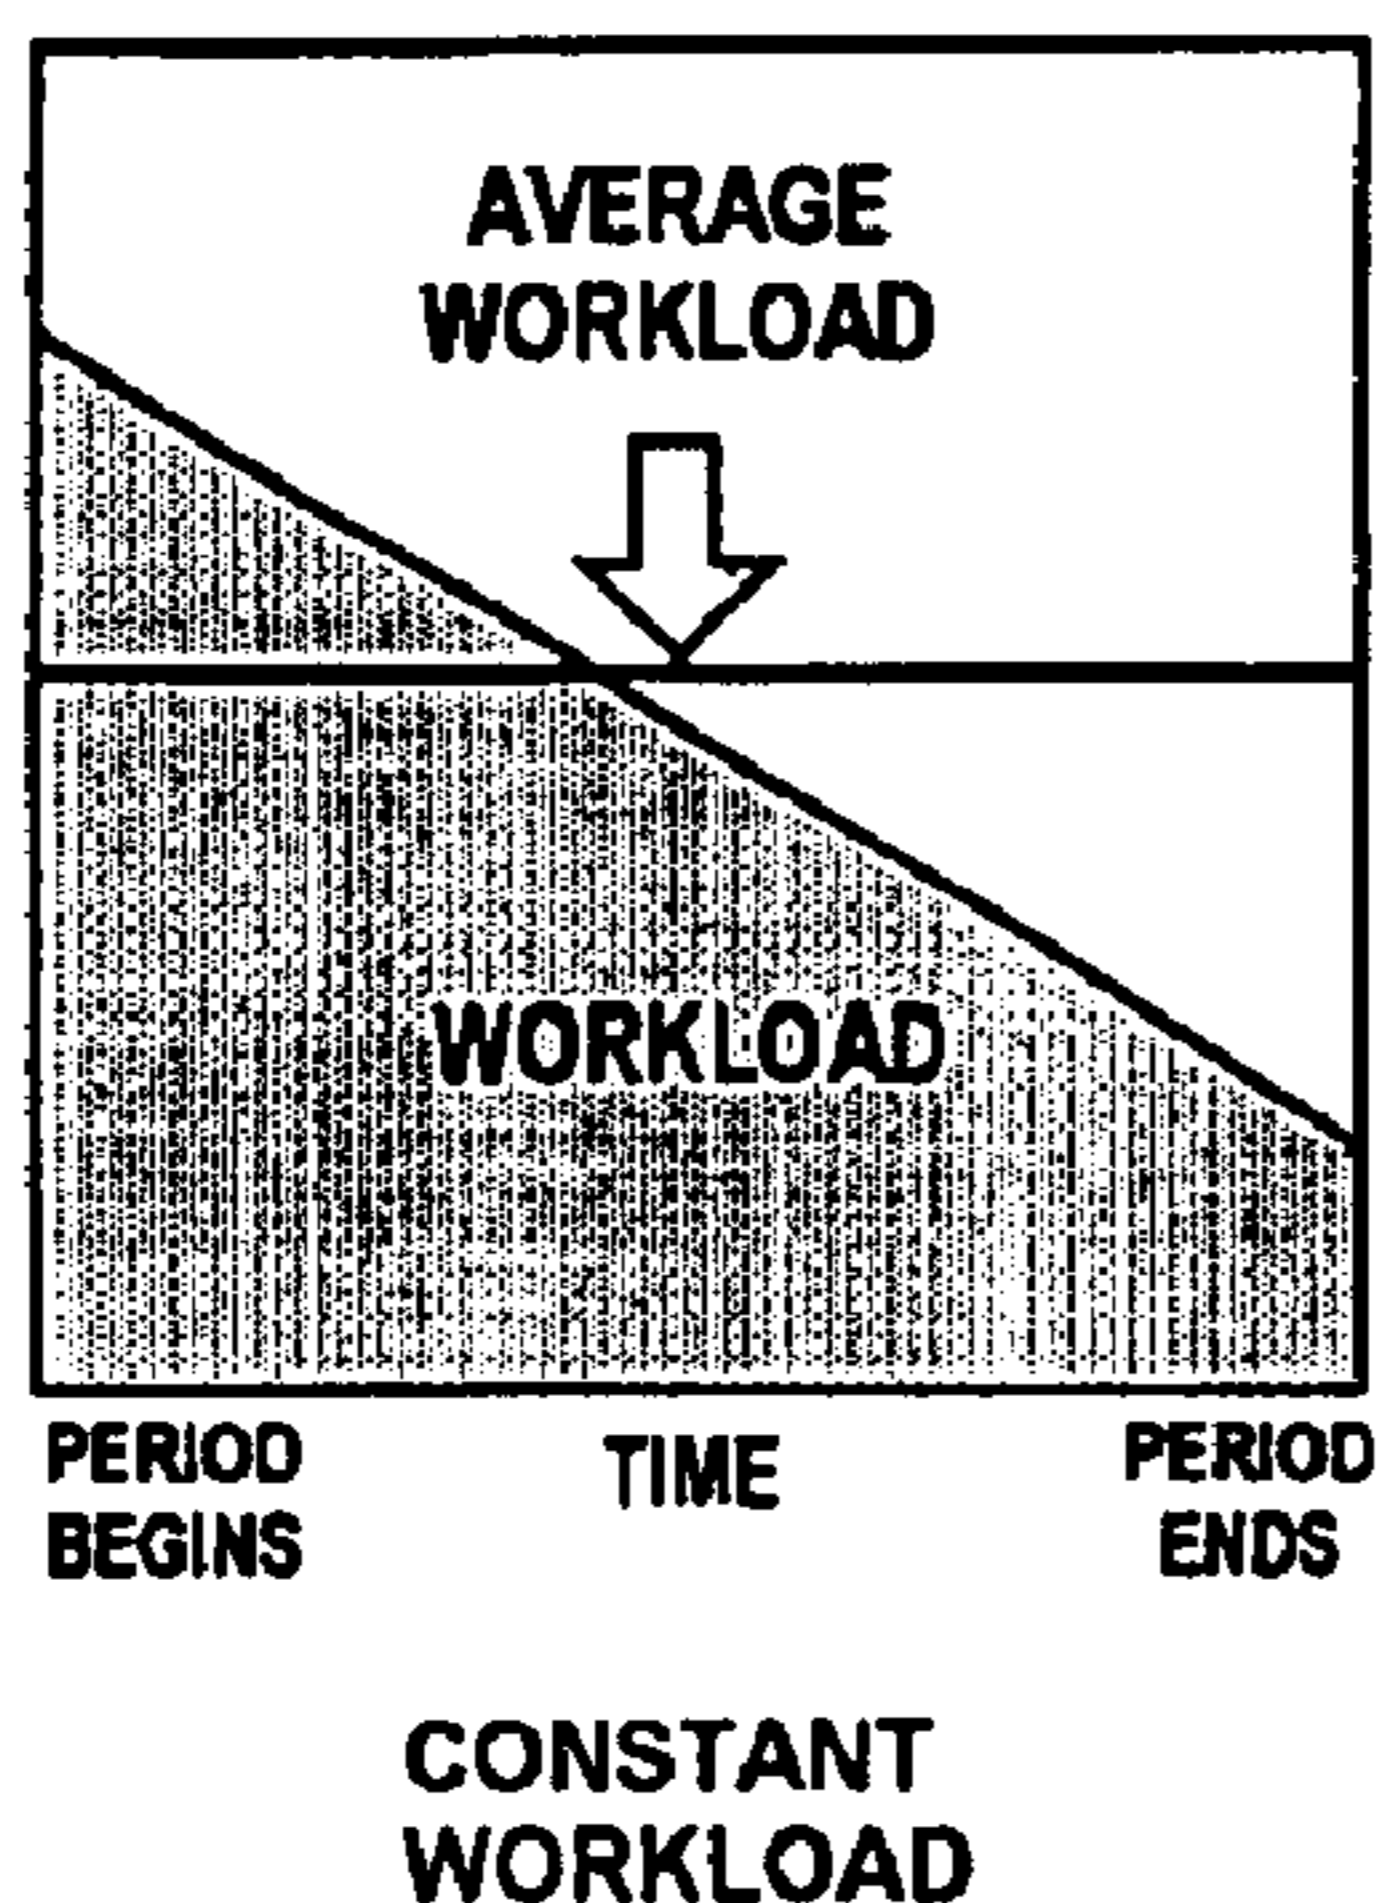 AVERAGE
WORKLOAD
WORKLOAD
PERIOD
BEGINS
TIME
PERIOD
ENDS
CONSTANT
WORKLOAD